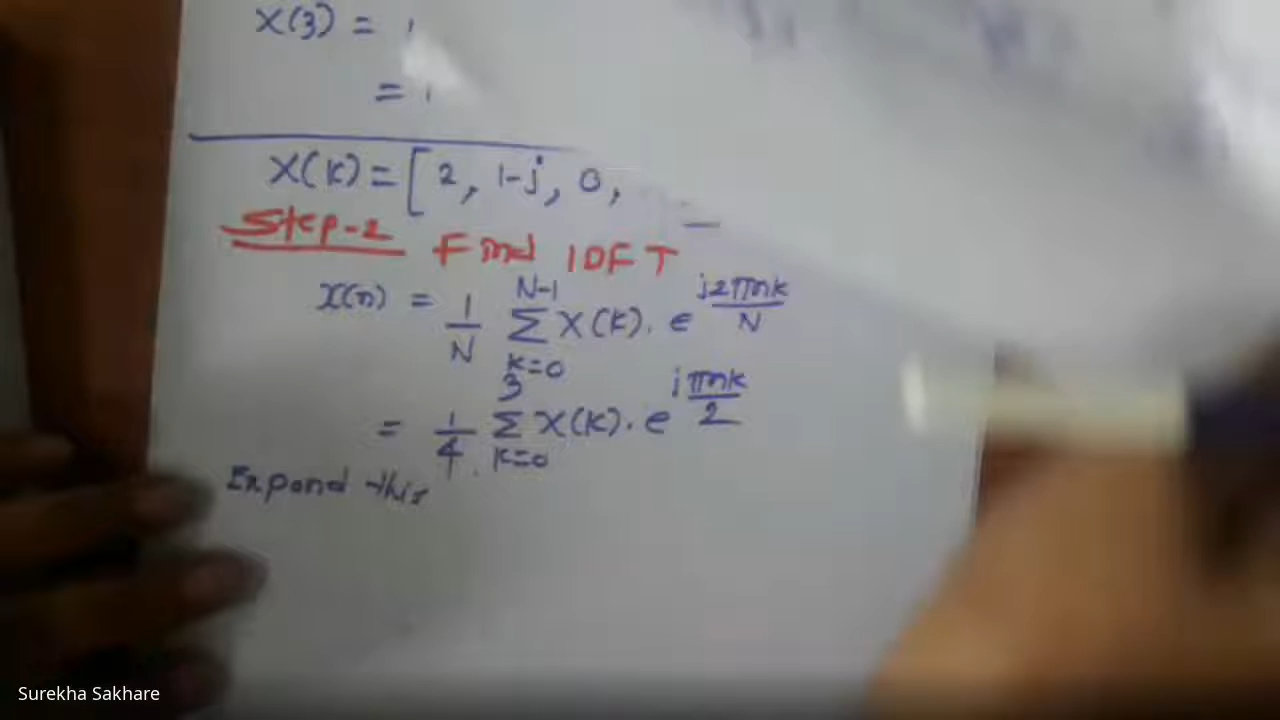 X(3) =
=
X(k) = [2, 1-j, 0,
Step-2 Find IDFT
x(n) = 1/N Σ_{k=0}^{N-1} X(k). e^{j2πnk/N}
= 1/4 Σ_{k=0}^{3} X(k). e^{jπnk/2}
Expand this
Surekha Sakhare